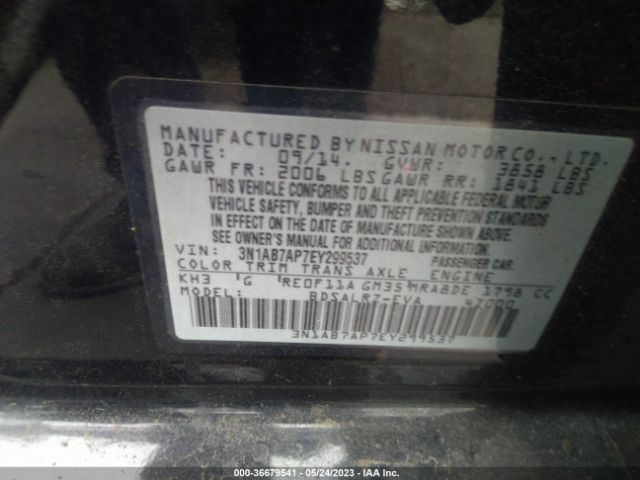 MANUFACTURED BY NISSAN MOTOR CO., LTD.
DATE: 09/14. GVWR: 3858 LBS
GAWR FR: 2006 LBS GAWR RR: 1841 LBS
THIS VEHICLE CONFORMS TO ALL APPLICABLE FEDERAL MOTOR
VEHICLE SAFETY, BUMPER AND THEFT PREVENTION STANDARDS
IN EFFECT ON THE DATE OF MANUFACTURE SHOWN ABOVE.
SEE OWNER'S MANUAL FOR ADDITIONAL INFORMATION.
VIN: 3N1AB7AP7EY299537 PASSENGER CAR.
COLOR TRIM TRANS AXLE ENGINE
KH3 G RE0F11A GM35 MRA8DE 1798 CC
MODEL: BDSALR7-EVA 47000
3N1AB7AP7EY299537
000-36679541 - 05/24/2023 - IAA Inc.